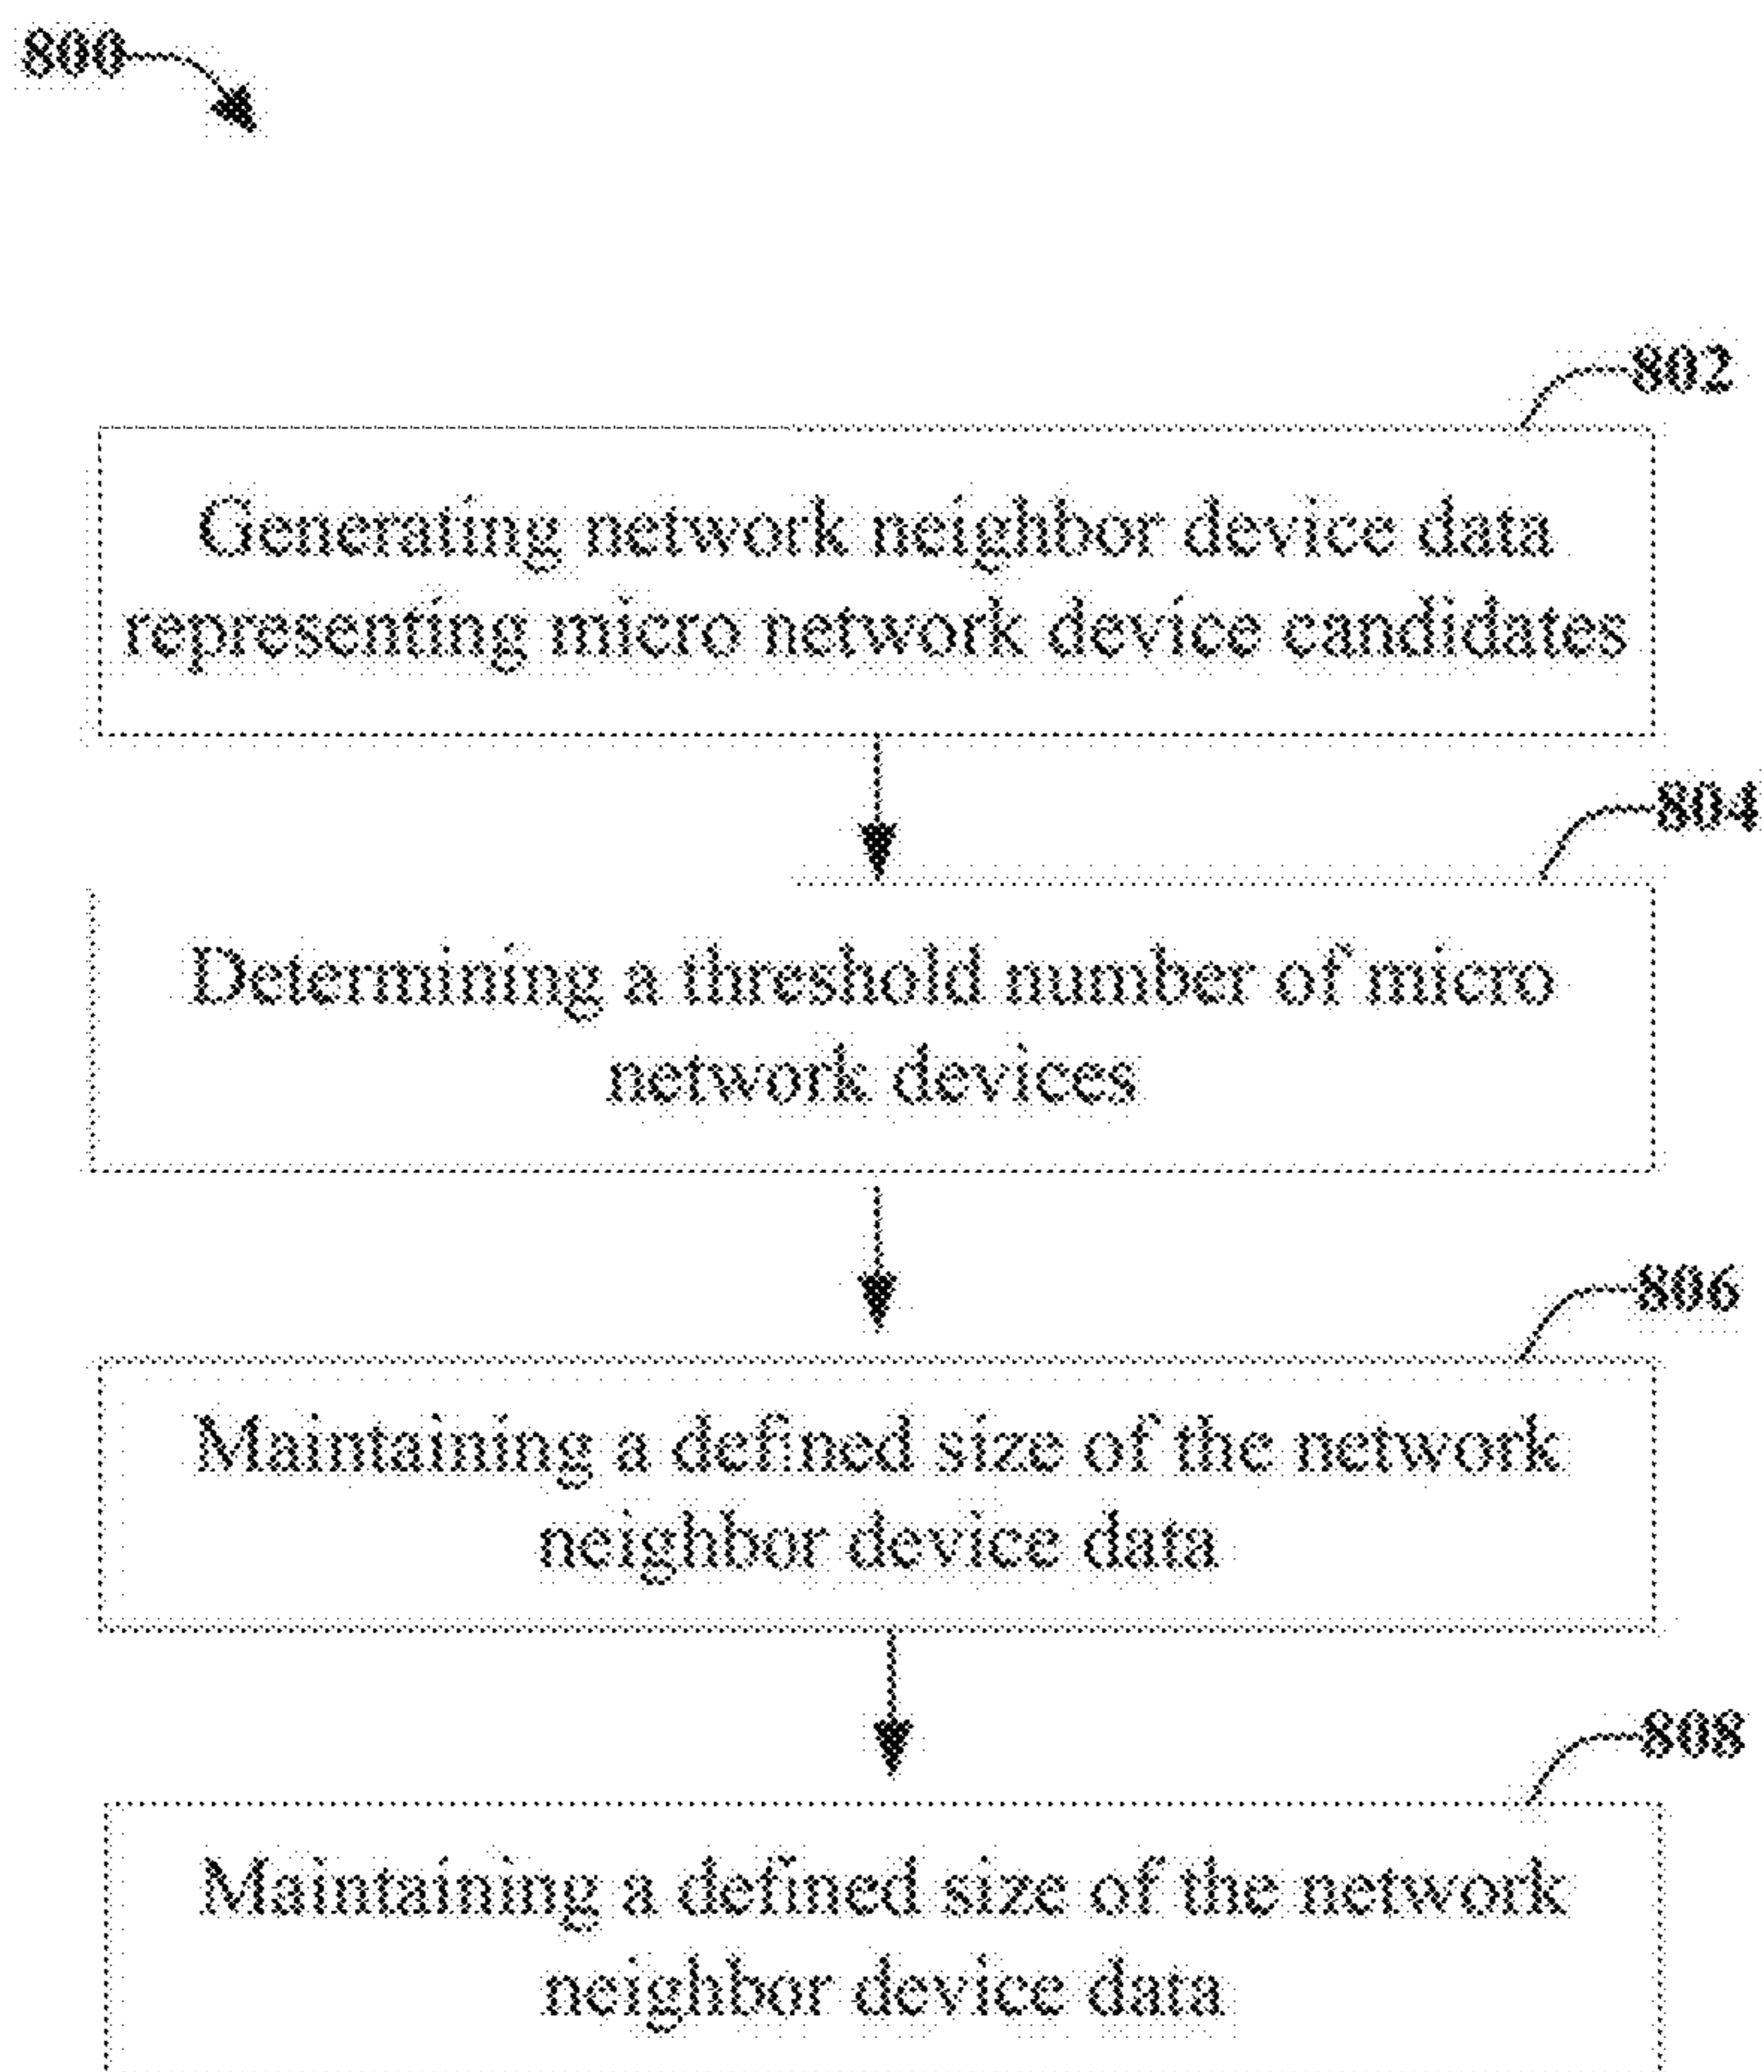 800
802
Generating network neighbor device data
representing micro network device candidates
804
Determining a threshold number of micro
network devices
806
Maintaining a defined size of the network
neighbor device data
808
Maintaining a defined size of the network
neighbor device data